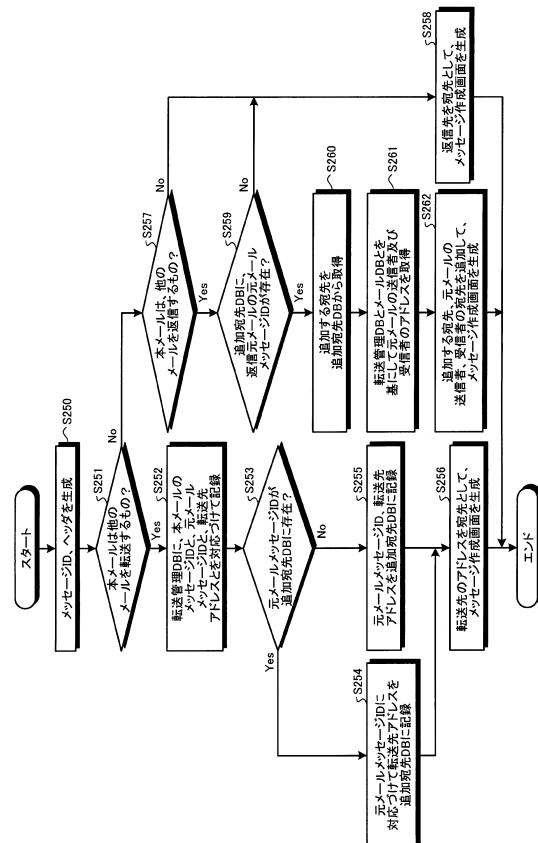 スタート
S250
メッセージID、ヘッダを生成
S251
本メールは他の
メールを転送するもの？
No
Yes
S252
転送管理DBに、本メールの
メッセージIDと、元メール
メッセージIDと、転送先
アドレスとを対応づけて記録
S253
元メールメッセージIDが
追加宛先DBに存在？
Yes
No
S254
元メールメッセージIDに
対応づけて転送先アドレスを
追加宛先DBに記録
S255
元メールメッセージID、転送先
アドレスを追加宛先DBに記録
S256
転送先のアドレスを宛先として、
メッセージ作成画面を生成
S257
本メールは、他の
メールを返信するもの？
No
Yes
S259
追加宛先DBに、
返信元メールの元メール
メッセージIDが存在？
No
Yes
S260
追加する宛先を
追加宛先DBから取得
S261
転送管理DBとメールDBとを
基にして元メールの送信者及び
受信者のアドレスを取得
S262
追加する宛先、元メールの
送信者、受信者の宛先を追加して、
メッセージ作成画面を生成
S258
返信先を宛先として、
メッセージ作成画面を生成
エンド